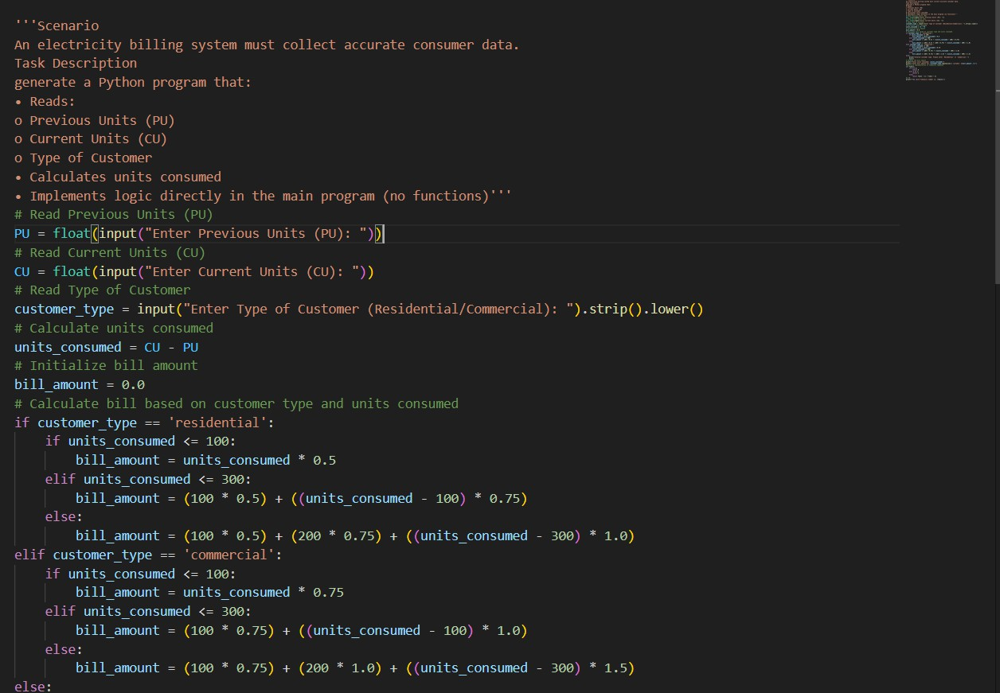 '''Scenario
An electricity billing system must collect accurate consumer data.
Task Description
generate a Python program that:
• Reads:
o Previous Units (PU)
o Current Units (CU)
o Type of Customer
• Calculates units consumed
• Implements logic directly in the main program (no functions)'''
# Read Previous Units (PU)
PU = float(input("Enter Previous Units (PU): "))
# Read Current Units (CU)
CU = float(input("Enter Current Units (CU): "))
# Read Type of Customer
customer_type = input("Enter Type of Customer (Residential/Commercial): ").strip().lower()
# Calculate units consumed
units_consumed = CU - PU
# Initialize bill amount
bill_amount = 0.0
# Calculate bill based on customer type and units consumed
if customer_type == 'residential':
    if units_consumed <= 100:
        bill_amount = units_consumed * 0.5
    elif units_consumed <= 300:
        bill_amount = (100 * 0.5) + ((units_consumed - 100) * 0.75)
    else:
        bill_amount = (100 * 0.5) + (200 * 0.75) + ((units_consumed - 300) * 1.0)
elif customer_type == 'commercial':
    if units_consumed <= 100:
        bill_amount = units_consumed * 0.75
    elif units_consumed <= 300:
        bill_amount = (100 * 0.75) + ((units_consumed - 100) * 1.0)
    else:
        bill_amount = (100 * 0.75) + (200 * 1.0) + ((units_consumed - 300) * 1.5)
else: